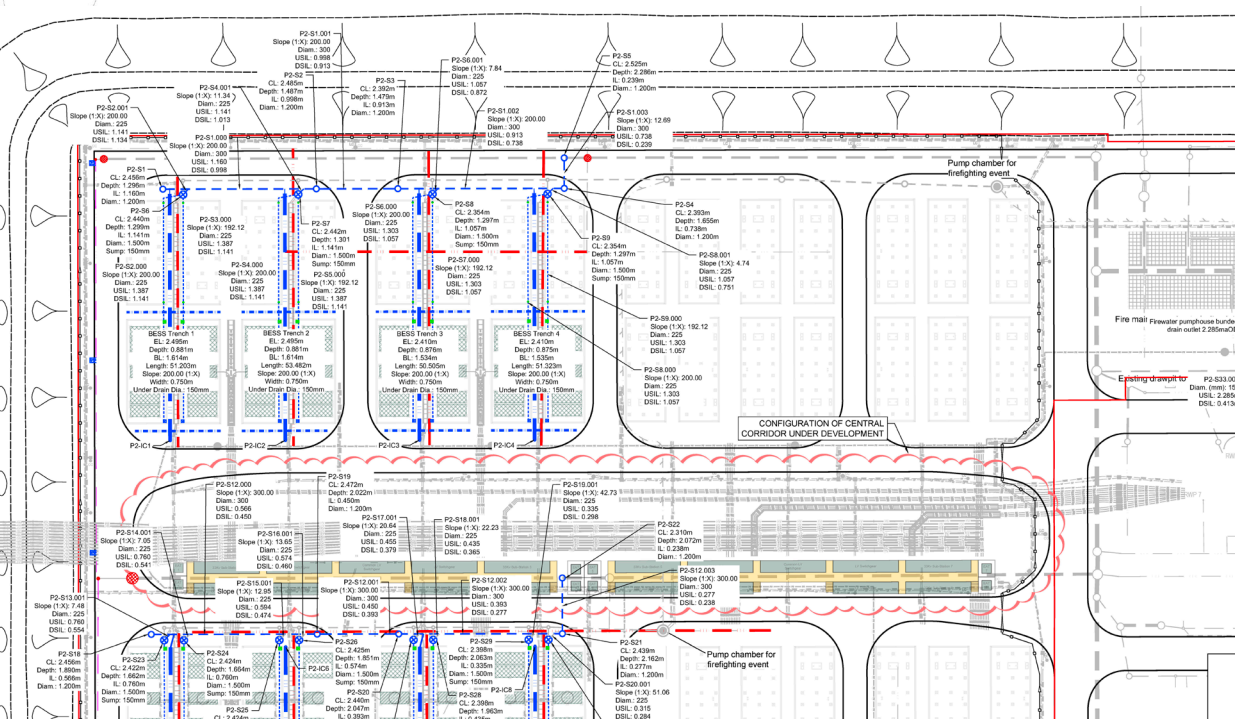 P2-S1.001
Slope (1:X): 200.00
Diam.: 300
USIL: 0.998
DSIL: 0.913
P2-S2
CL: 2.485m
Depth: 1.487m
IL: 0.998m
Diam.: 1.200m
P2-S3
CL: 2.392m
Depth: 1.479m
IL: 0.913m
Diam.: 1.200m
P2-S6.001
Slope (1:X): 7.84
Diam.: 225
USIL: 1.057
DSIL: 0.872
P2-S5
CL: 2.525m
Depth: 2.286m
IL: 0.239m
Diam.: 1.200m
P2-S4.001
Slope (1:X): 11.34
Diam.: 225
USIL: 1.141
DSIL: 1.013
P2-S2.001
Slope (1:X): 200.00
Diam.: 225
USIL: 1.141
DSIL: 1.134
P2-S1.002
Slope (1:X): 200.00
Diam.: 300
USIL: 0.913
DSIL: 0.738
P2-S1.003
Slope (1:X): 12.69
Diam.: 300
USIL: 0.738
DSIL: 0.239
P2-S1.000
Slope (1:X): 200.00
Diam.: 300
USIL: 1.160
DSIL: 0.998
P2-S1
CL: 2.456m
Depth: 1.296m
IL: 1.160m
Diam.: 1.200m
P2-S6
CL: 2.440m
Depth: 1.299m
IL: 1.141m
Diam.: 1.500m
Sump: 150mm
P2-S3.000
Slope (1:X): 192.12
Diam.: 225
USIL: 1.387
DSIL: 1.141
P2-S7
CL: 2.442m
Depth: 1.301
IL: 1.141m
Diam.: 1.500m
Sump: 150mm
P2-S6.000
Slope (1:X): 200.00
Diam.: 225
USIL: 1.303
DSIL: 1.057
P2-S8
CL: 2.354m
Depth: 1.297m
IL: 1.057m
Diam.: 1.500m
Sump: 150mm
P2-S4
CL: 2.393m
Depth: 1.655m
IL: 0.738m
Diam.: 1.200m
P2-S9
CL: 2.354m
Depth: 1.297m
IL: 1.057m
Diam.: 1.500m
Sump: 150mm
P2-S8.001
Slope (1:X): 4.74
Diam.: 225
USIL: 1.057
DSIL: 0.751
P2-S2.000
Slope (1:X): 200.00
Diam.: 225
USIL: 1.387
DSIL: 1.141
P2-S4.000
Slope (1:X): 200.00
Diam.: 225
USIL: 1.387
DSIL: 1.141
P2-S5.000
Slope (1:X): 192.12
Diam.: 225
USIL: 1.387
DSIL: 1.141
P2-S7.000
Slope (1:X): 192.12
Diam.: 225
USIL: 1.303
DSIL: 1.057
P2-S9.000
Slope (1:X): 192.12
Diam.: 225
USIL: 1.303
DSIL: 1.057
P2-S8.000
Slope (1:X): 200.00
Diam.: 225
USIL: 1.303
DSIL: 1.057
Pump chamber for
firefighting event
Fire main
Firewater pumphouse bunded
drain outlet 2.285maOD
Existing drawpit to
P2-S33.00
Diam. (mm): 15
USIL: 2.285
DSIL: 0.413
BESS Trench 1
EL: 2.495m
Depth: 0.881m
BL: 1.614m
Length: 51.203m
Slope: 200.00 (1:X)
Width: 0.750m
Under Drain Dia.: 150mm
BESS Trench 2
EL: 2.495m
Depth: 0.881m
BL: 1.614m
Length: 53.482m
Slope: 200.00 (1:X)
Width: 0.750m
Under Drain Dia.: 150mm
BESS Trench 3
EL: 2.410m
Depth: 0.876m
BL: 1.534m
Length: 50.505m
Slope: 200.00 (1:X)
Width: 0.750m
Under Drain Dia.: 150mm
BESS Trench 4
EL: 2.410m
Depth: 0.875m
BL: 1.535m
Length: 51.323m
Slope: 200.00 (1:X)
Width: 0.750m
Under Drain Dia.: 150mm
P2-IC1
P2-IC2
P2-IC3
P2-IC4
CONFIGURATION OF CENTRAL
CORRIDOR UNDER DEVELOPMENT
P2-S12.000
Slope (1:X): 300.00
Diam.: 300
USIL: 0.566
DSIL: 0.450
P2-S19
CL: 2.472m
Depth: 2.022m
IL: 0.450m
Diam.: 1.200m
P2-S19.001
Slope (1:X): 42.73
Diam.: 225
USIL: 0.335
DSIL: 0.298
P2-S17.001
Slope (1:X): 20.64
Diam.: 225
USIL: 0.455
DSIL: 0.379
P2-S18.001
Slope (1:X): 22.23
Diam.: 225
USIL: 0.435
DSIL: 0.365
P2-S22
CL: 2.310m
Depth: 2.072m
IL: 0.238m
Diam.: 1.200m
P2-S14.001
Slope (1:X): 7.05
Diam.: 225
USIL: 0.760
DSIL: 0.541
P2-S16.001
Slope (1:X): 13.65
Diam.: 225
USIL: 0.574
DSIL: 0.460
P2-S15.001
Slope (1:X): 12.95
Diam.: 225
USIL: 0.594
DSIL: 0.474
P2-S12.001
Slope (1:X): 300.00
Diam.: 300
USIL: 0.450
DSIL: 0.393
P2-S12.002
Slope (1:X): 300.00
Diam.: 300
USIL: 0.393
DSIL: 0.277
P2-S12.003
Slope (1:X): 300.00
Diam.: 300
USIL: 0.277
DSIL: 0.238
P2-S13.001
Slope (1:X): 7.48
Diam.: 225
USIL: 0.760
DSIL: 0.554
P2-S18
CL: 2.456m
Depth: 1.890m
IL: 0.566m
Diam.: 1.200m
P2-S23
CL: 2.422m
Depth: 1.662m
IL: 0.760m
Diam.: 1.500m
Sump: 150mm
P2-S24
CL: 2.424m
Depth: 1.664m
IL: 0.760m
Diam.: 1.500m
Sump: 150mm
P2-S25
CL: 2.424m
P2-IC6
P2-S26
CL: 2.425m
Depth: 1.851m
IL: 0.574m
Diam.: 1.500m
Sump: 150mm
P2-S20
CL: 2.440m
Depth: 2.047m
IL: 0.393m
P2-S29
CL: 2.398m
Depth: 2.063m
IL: 0.335m
Diam.: 1.500m
Sump: 150mm
P2-IC8
P2-S28
CL: 2.398m
Depth: 1.963m
IL: 0.435m
P2-S21
CL: 2.439m
Depth: 2.162m
IL: 0.277m
Diam.: 1.200m
P2-S20.001
Slope (1:X): 51.06
Diam.: 225
USIL: 0.315
DSIL: 0.284
Pump chamber for
firefighting event